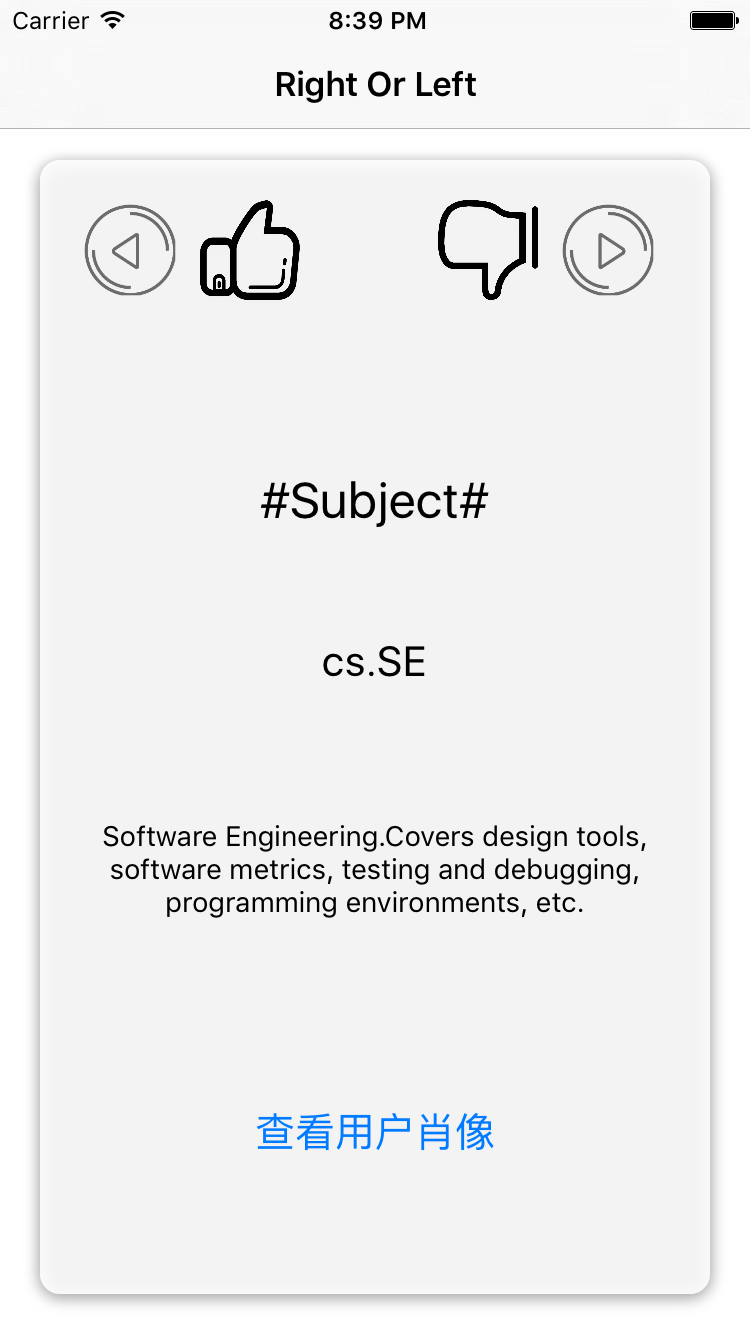 Carrier 8:39 PM
Right Or Left
#Subject#
cs.SE
Software Engineering.Covers design tools,
software metrics, testing and debugging,
programming environments, etc.
查看用户肖像